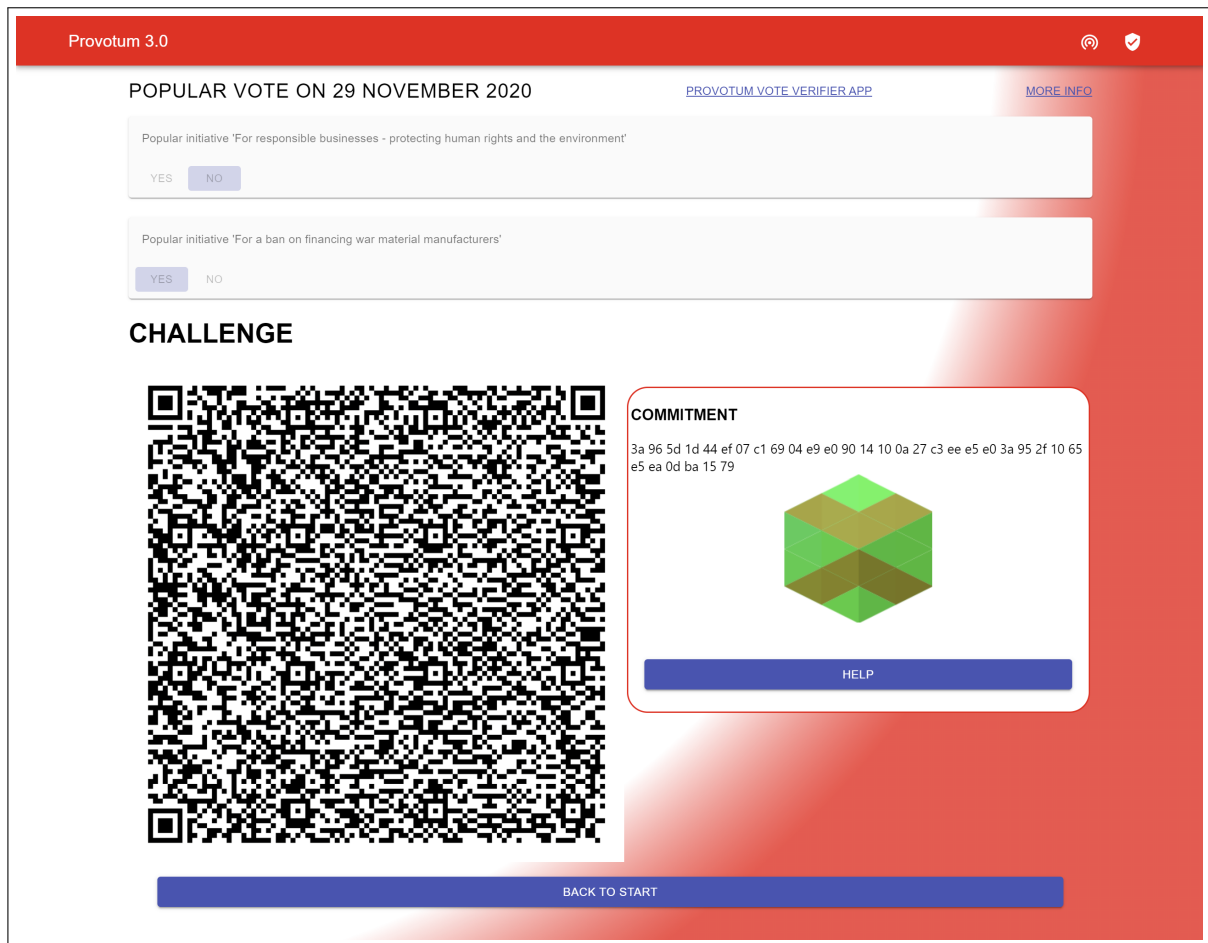 Provotum 3.0
POPULAR VOTE ON 29 NOVEMBER 2020
PROVOTUM VOTE VERIFIER APP
MORE INFO
Popular initiative 'For responsible businesses - protecting human rights and the environment'
YES NO
Popular initiative 'For a ban on financing war material manufacturers'
YES NO
CHALLENGE
COMMITMENT
3a 96 5d 1d 44 ef 07 c1 69 04 e9 e0 90 14 10 0a 27 c3 ee e5 e0 3a 95 2f 10 65
e5 ea 0d ba 15 79
HELP
BACK TO START